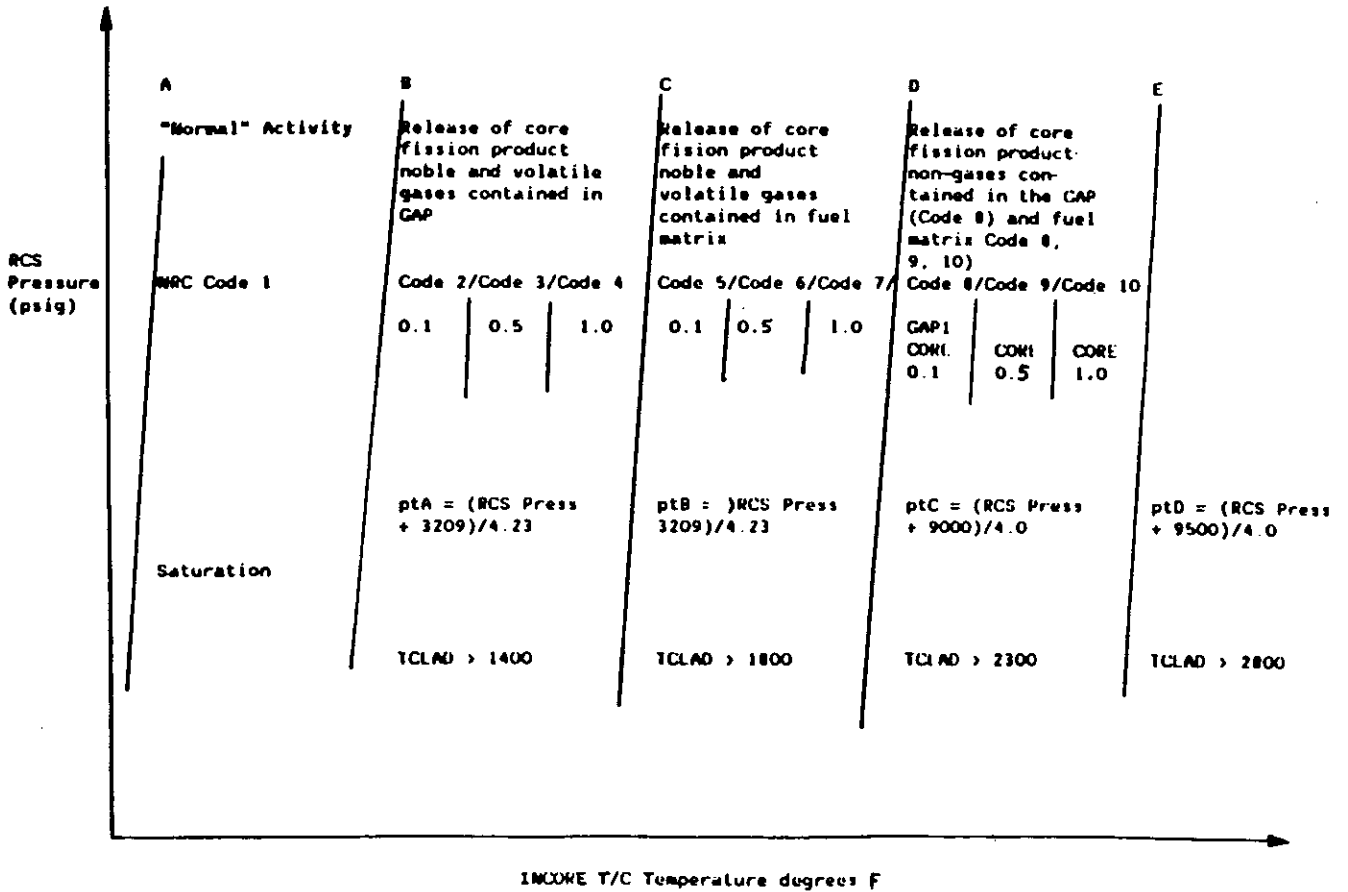 A
"Normal" Activity
NRC Code 1
Saturation
B
Release of core
fission product
noble and volatile
gases contained in
GAP
Code 2/Code 3/Code 4
0.1 0.5 1.0
ptA = (RCS Press
+ 3209)/4.23
TCLAD > 1400
C
Release of core
fision product
noble and
volatile gases
contained in fuel
matrix
Code 5/Code 6/Code 7/
0.1 0.5 1.0
ptB = )RCS Press
3209)/4.23
TCLAD > 1800
D
Release of core
fission product
non-gases con-
tained in the GAP
(Code 8) and fuel
matrix Code 8,
9, 10)
Code 8/Code 9/Code 10
GAP1
CORE CORE CORE
0.1 0.5 1.0
ptC = (RCS Press
+ 9000)/4.0
TCLAD > 2300
E
ptD = (RCS Press
+ 9500)/4.0
TCLAD > 2800
RCS
Pressure
(psig)
INCORE T/C Temperature degrees F